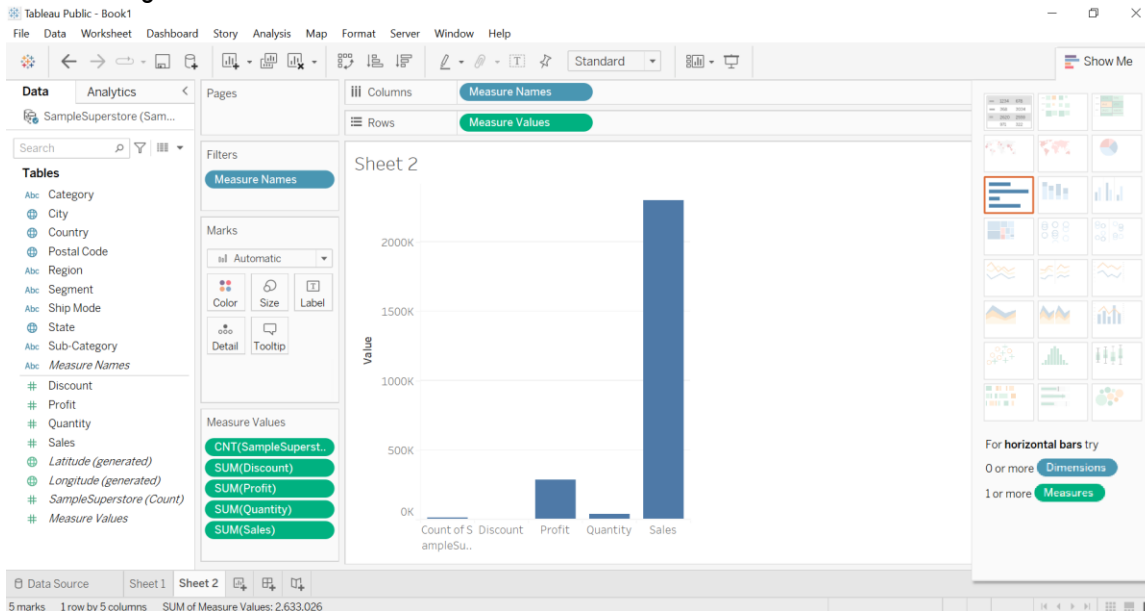 Tableau Public - Book1
File Data Worksheet Dashboard Story Analysis Map Format Server Window Help
Standard
Show Me
Data Analytics
SampleSuperstore (Sam...
Search
Tables
Abc Category
City
Country
Postal Code
Abc Region
Abc Segment
Abc Ship Mode
State
Abc Sub-Category
Abc Measure Names
# Discount
# Profit
# Quantity
# Sales
Latitude (generated)
Longitude (generated)
# SampleSuperstore (Count)
# Measure Values
Pages
Filters
Measure Names
Marks
Automatic
Color Size Label
Detail Tooltip
Measure Values
CNT(SampleSuperst..
SUM(Discount)
SUM(Profit)
SUM(Quantity)
SUM(Sales)
Columns Measure Names
Rows Measure Values
Sheet 2
2000K
1500K
1000K
500K
0K
Value
Count of S
ampleSu..
Discount Profit Quantity Sales
For horizontal bars try
0 or more Dimensions
1 or more Measures
Data Source Sheet 1 Sheet 2
5 marks 1 row by 5 columns SUM of Measure Values: 2,633,026